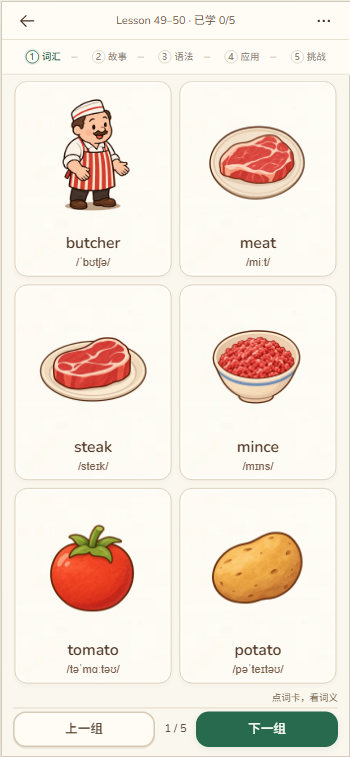 Lesson 49–50 · 已学 0/5
1 词汇 – 2 故事 – 3 语法 – 4 应用 – 5 挑战
butcher meat
/ˈbʊtʃə/ /miːt/
steak mince
/steɪk/ /mɪns/
tomato potato
/təˈmɑːtəʊ/ /pəˈteɪtəʊ/
点词卡，看词义
上一组 1 / 5 下一组